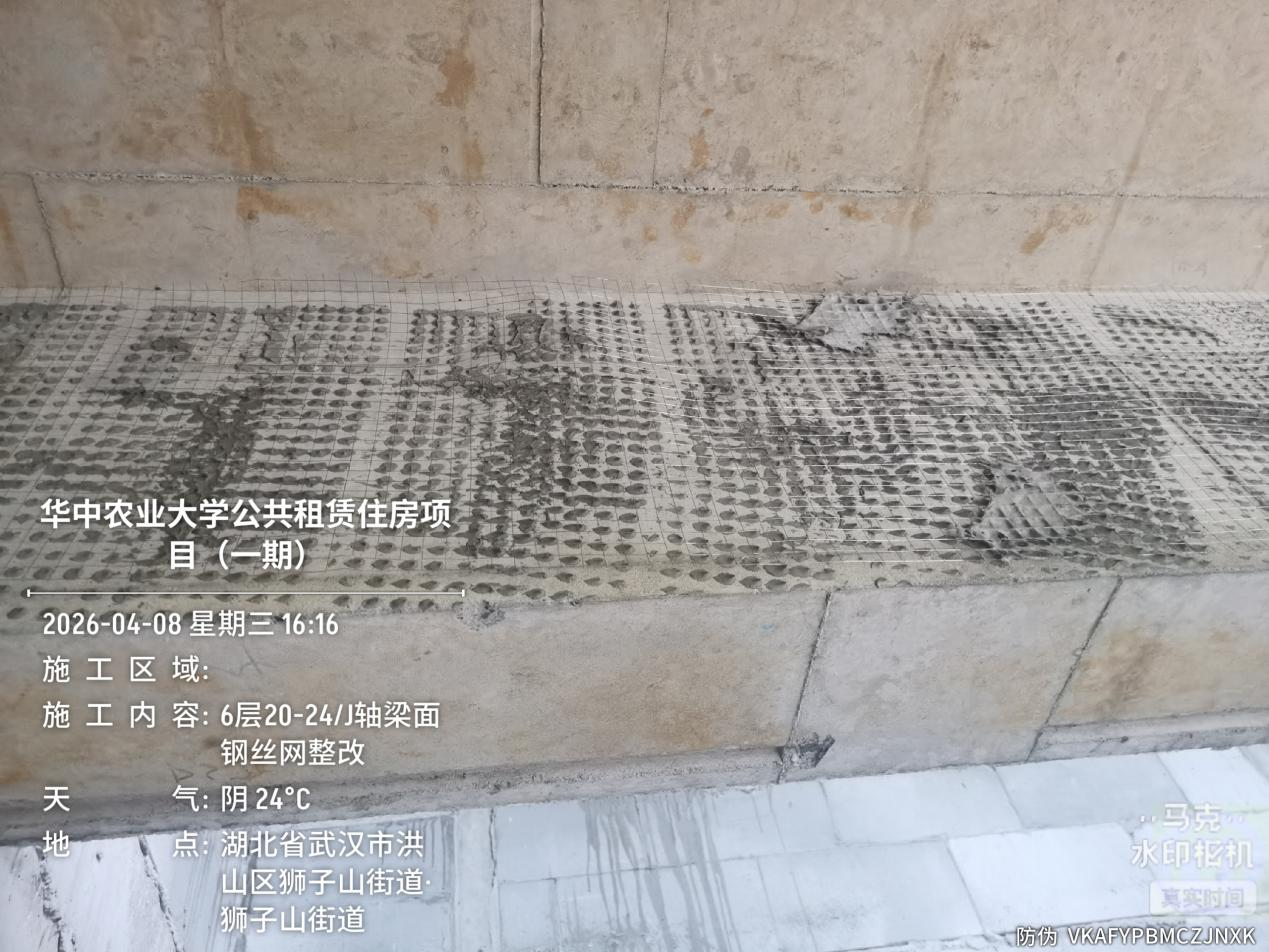 华中农业大学公共租赁住房项
目（一期）
2026-04-08 星期三 16:16
施工区域:
施工内容: 6层20-24/J轴梁面
钢丝网整改
天气: 阴 24°C
地点: 湖北省武汉市洪
山区狮子山街道·
狮子山街道
马克
水印相机
真实时间
防伪 VKAFYPBMCZJNXK